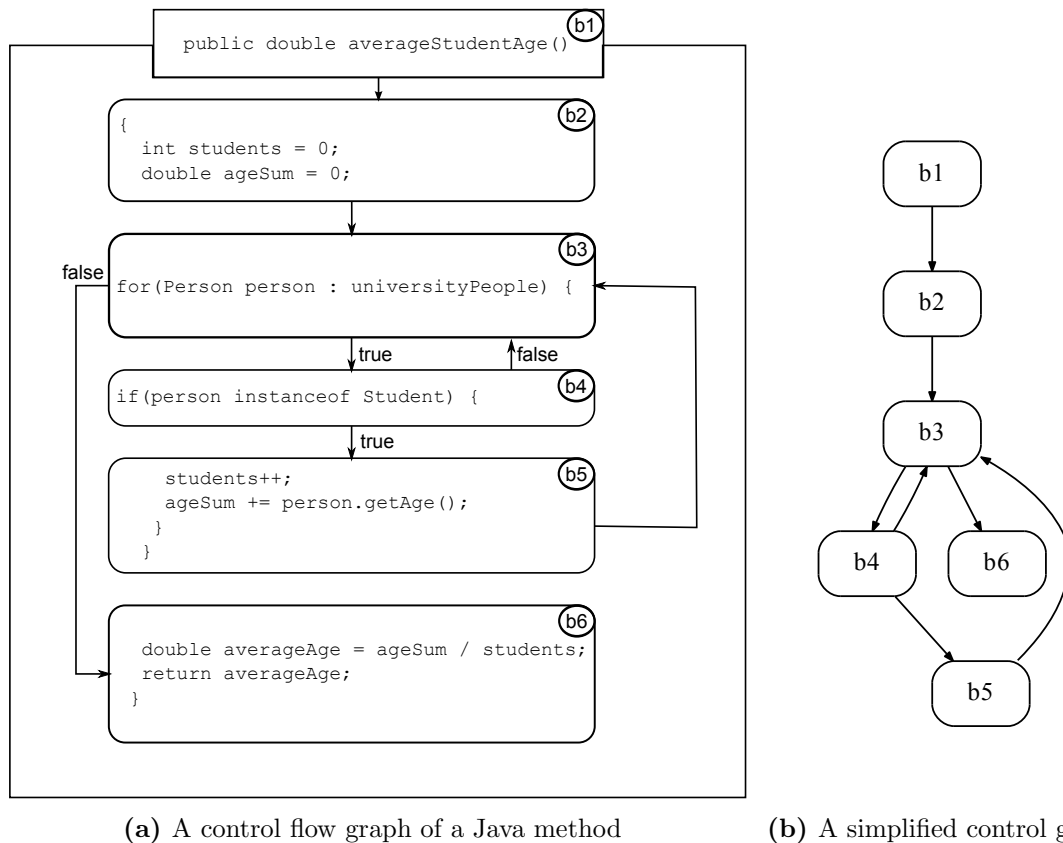 b1
public double averageStudentAge()
b2
{
int students = 0;
double ageSum = 0;
b3
false
for(Person person : universityPeople) {
true
false
b4
if(person instanceof Student) {
true
b5
students++;
ageSum += person.getAge();
}
}
b6
double averageAge = ageSum / students;
return averageAge;
}
(a) A control flow graph of a Java method
b1
b2
b3
b4 b6
b5
(b) A simplified control g